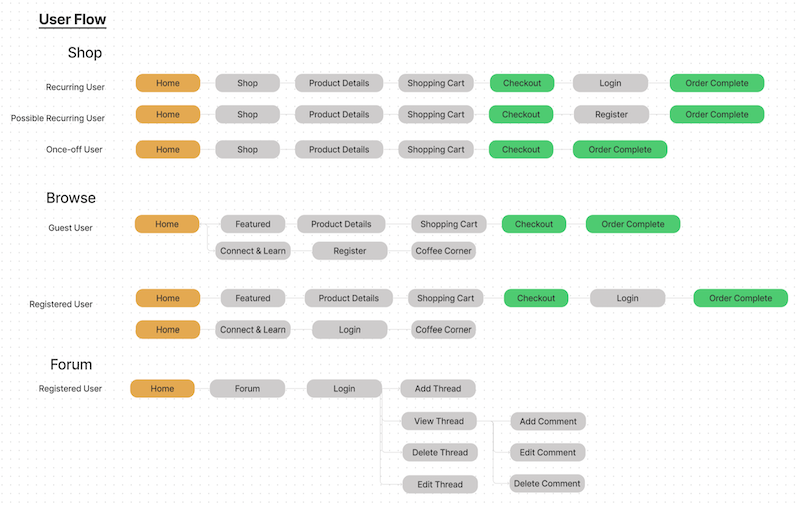 User Flow
Shop
Recurring User Home Shop Product Details Shopping Cart Checkout Login Order Complete
Possible Recurring User Home Shop Product Details Shopping Cart Checkout Register Order Complete
Once-off User Home Shop Product Details Shopping Cart Checkout Order Complete
Browse
Guest User Home Featured Product Details Shopping Cart Checkout Order Complete
Connect & Learn Register Coffee Corner
Registered User Home Featured Product Details Shopping Cart Checkout Login Order Complete
Home Connect & Learn Login Coffee Corner
Forum
Registered User Home Forum Login Add Thread
View Thread Add Comment
Delete Thread Edit Comment
Edit Thread Delete Comment